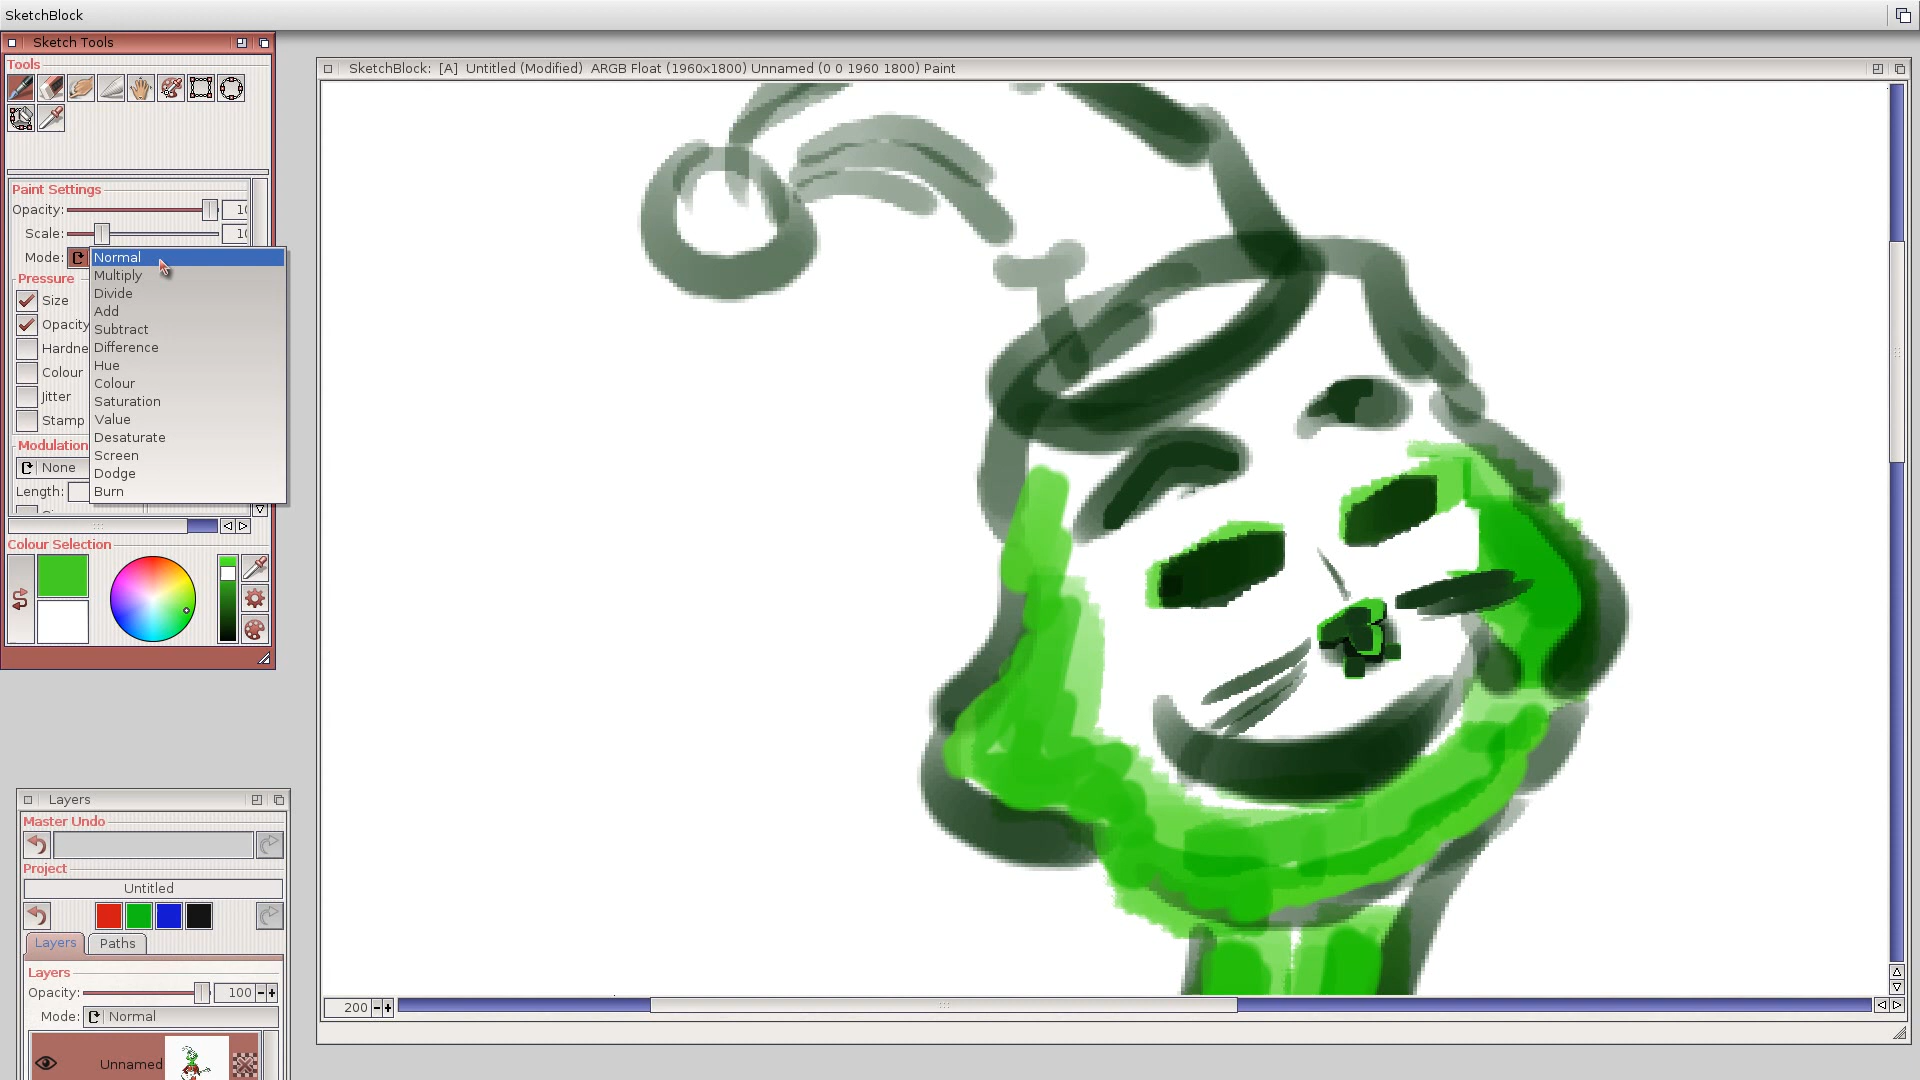 SketchBlock
Sketch Tools
Tools
Paint Settings
Opacity:
Scale:
Mode:
Normal
Multiply
Divide
Add
Subtract
Difference
Hue
Colour
Saturation
Value
Desaturate
Screen
Dodge
Burn
Pressure
Size
Opacity
Hardne
Colour
Jitter
Stamp
Modulation
None
Length:
Colour Selection
Layers
Master Undo
Project
Untitled
Layers Paths
Layers
Opacity: 100
Mode: Normal
Unnamed
SketchBlock: [A] Untitled (Modified) ARGB Float (1960x1800) Unnamed (0 0 1960 1800) Paint
200